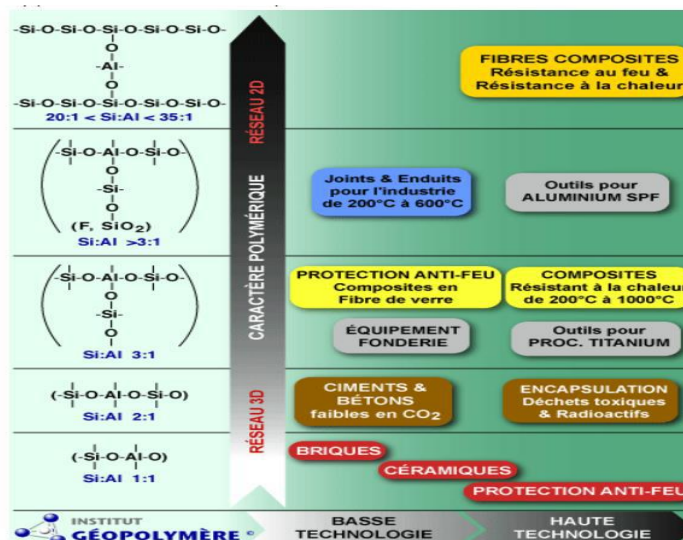 -Si-O-Si-O-Si-O-Si-O-Si-O-Si-O-
O
-Al-
O
-Si-O-Si-O-Si-O-Si-O-Si-O-Si-O-
20:1 < Si:Al < 35:1
FIBRES COMPOSITES
Résistance au feu &
Résistance à la chaleur
-Si-O-Al-O-Si-O-
O
-Si-
O
(F, SiO₂)
Si:Al >3:1
Joints & Enduits
pour l'industrie
de 200°C à 600°C
Outils pour
ALUMINIUM SPF
-Si-O-Al-O-Si-O-
O
-Si-
O
Si:Al 3:1
PROTECTION ANTI-FEU
Composites en
Fibre de verre
COMPOSITES
Résistant à la chaleur
de 200°C à 1000°C
ÉQUIPEMENT
FONDERIE
Outils pour
PROC. TITANIUM
(-Si-O-Al-O-Si-O)
Si:Al 2:1
CIMENTS &
BÉTONS
faibles en CO₂
ENCAPSULATION
Déchets toxiques
& Radioactifs
(-Si-O-Al-O)
Si:Al 1:1
BRIQUES
CÉRAMIQUES
PROTECTION ANTI-FEU
RÉSEAU 2D
CARACTÈRE POLYMÉRIQUE
RÉSEAU 3D
INSTITUT
GÉOPOLYMÈRE ©
BASSE
TECHNOLOGIE
HAUTE
TECHNOLOGIE